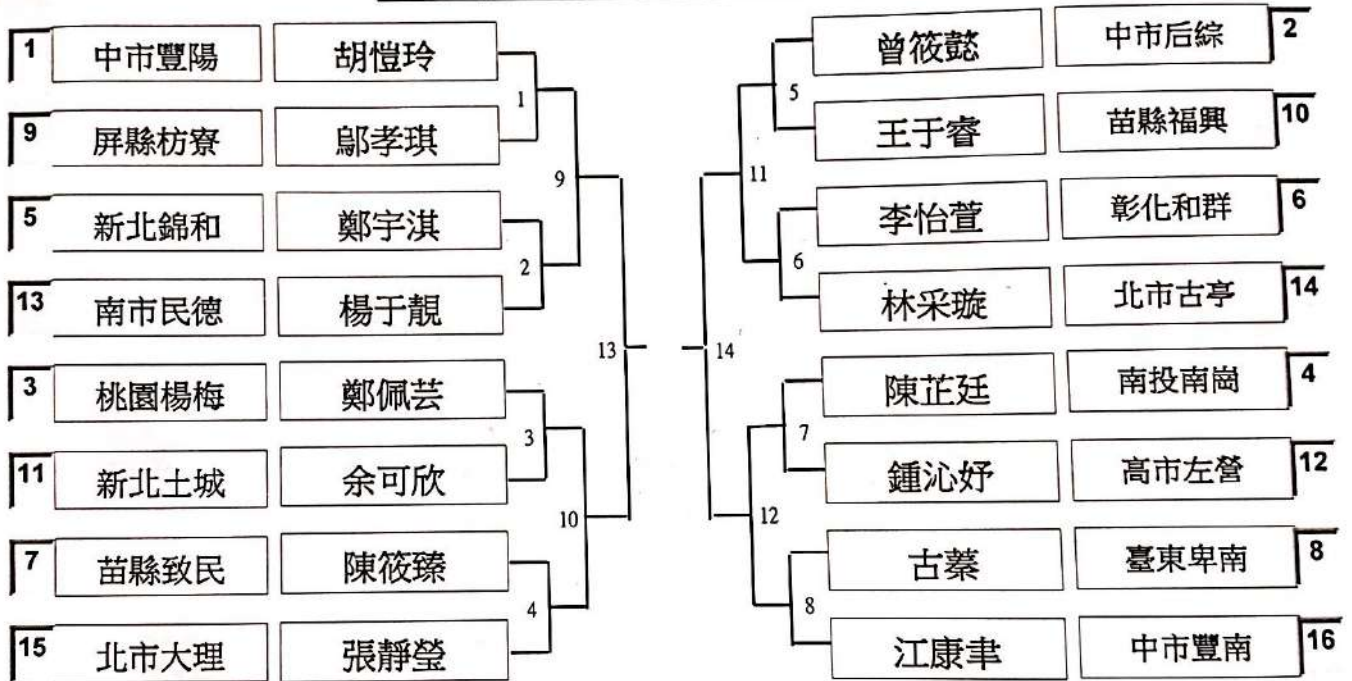 1 中市豐陽 胡愷玲
9 屏縣枋寮 鄔孝琪
1
5 新北錦和 鄭宇淇
13 南市民德 楊于靚
2
9
3 桃園楊梅 鄭佩芸
11 新北土城 余可欣
3
7 苗縣致民 陳筱臻
15 北市大理 張靜瑩
4
10
13
曾筱懿 中市后綜 2
王于睿 苗縣福興 10
5
李怡萱 彰化和群 6
林采璇 北市古亭 14
6
11
陳芷廷 南投南崗 4
鍾沁妤 高市左營 12
7
古蓁 臺東卑南 8
江康聿 中市豐南 16
8
12
14